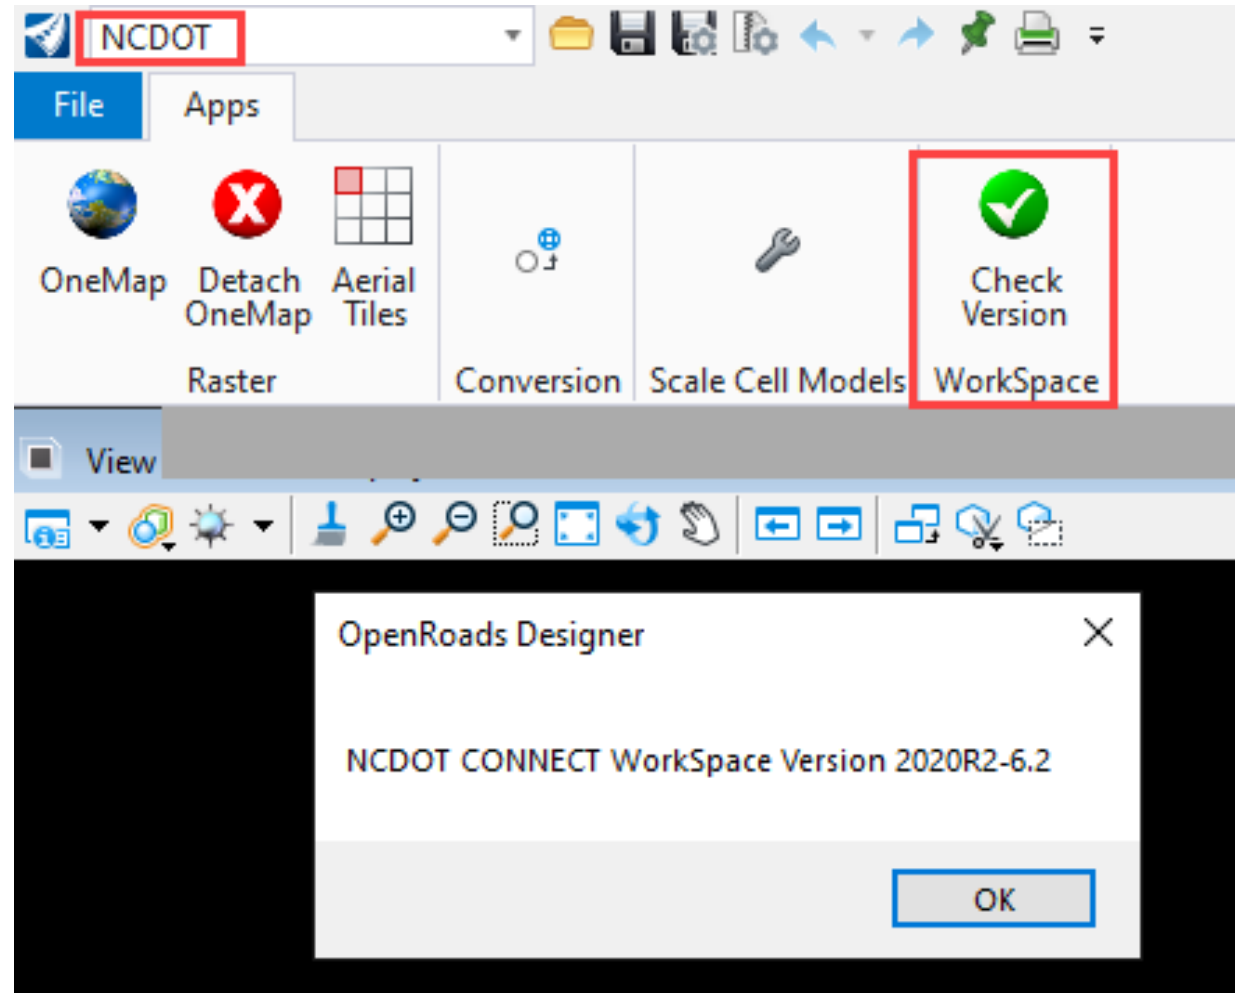 NCDOT
File Apps
OneMap Detach Aerial Check
OneMap Tiles Version
Raster Conversion Scale Cell Models WorkSpace
View
OpenRoads Designer
NCDOT CONNECT WorkSpace Version 2020R2-6.2
OK